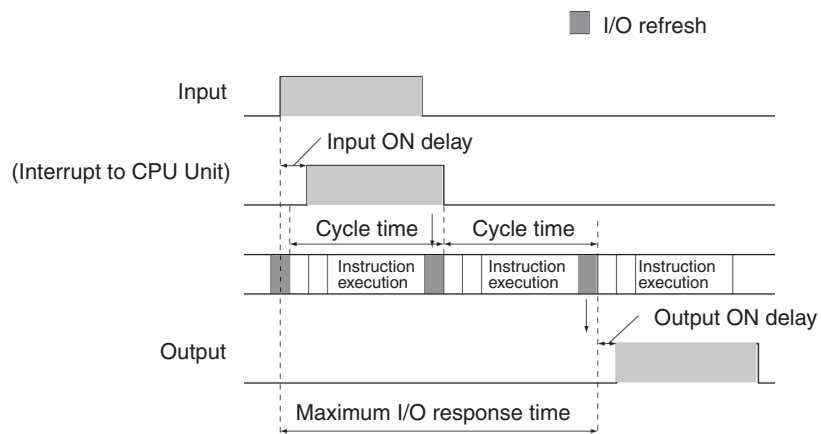 I/O refresh
Input
Input ON delay
(Interrupt to CPU Unit)
Cycle time
Cycle time
Instruction
execution
Instruction
execution
Instruction
execution
Output ON delay
Output
Maximum I/O response time